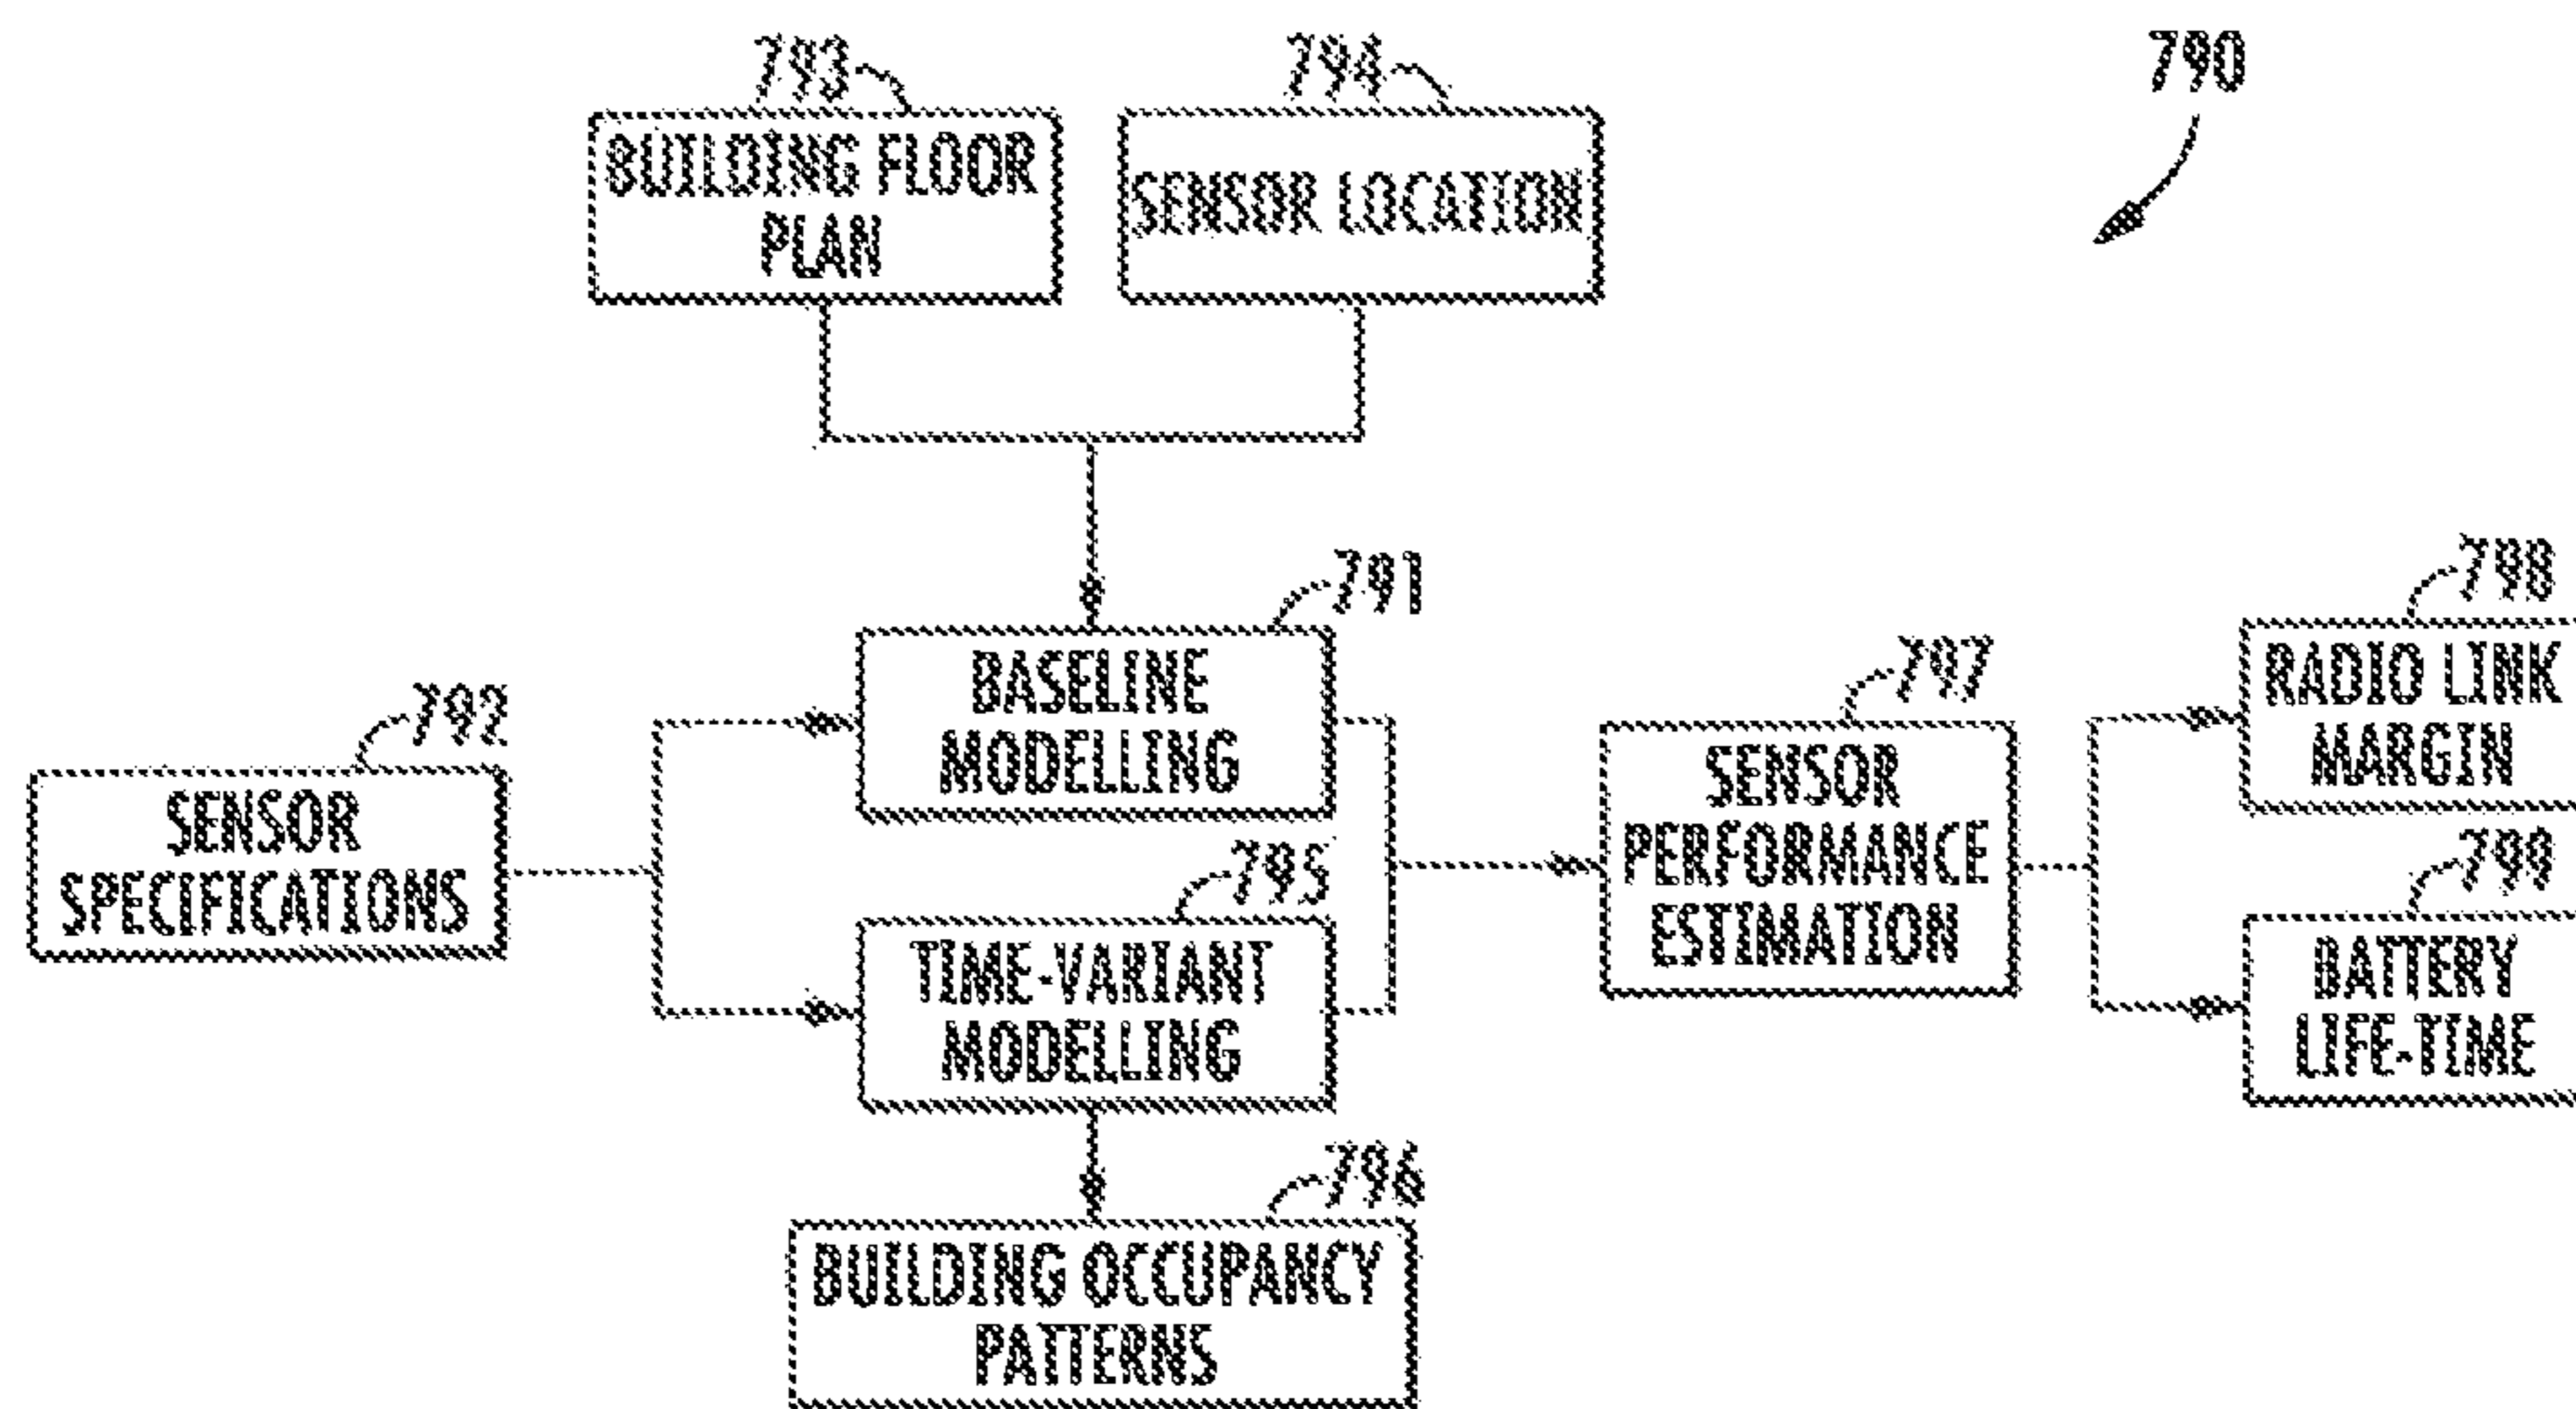 793
794
790
BUILDING FLOOR
PLAN
SENSOR LOCATION
791
798
792
BASELINE
MODELLING
797
RADIO LINK
MARGIN
SENSOR
SPECIFICATIONS
795
SENSOR
PERFORMANCE
ESTIMATION
799
TIME-VARIANT
MODELLING
BATTERY
LIFE-TIME
796
BUILDING OCCUPANCY
PATTERNS